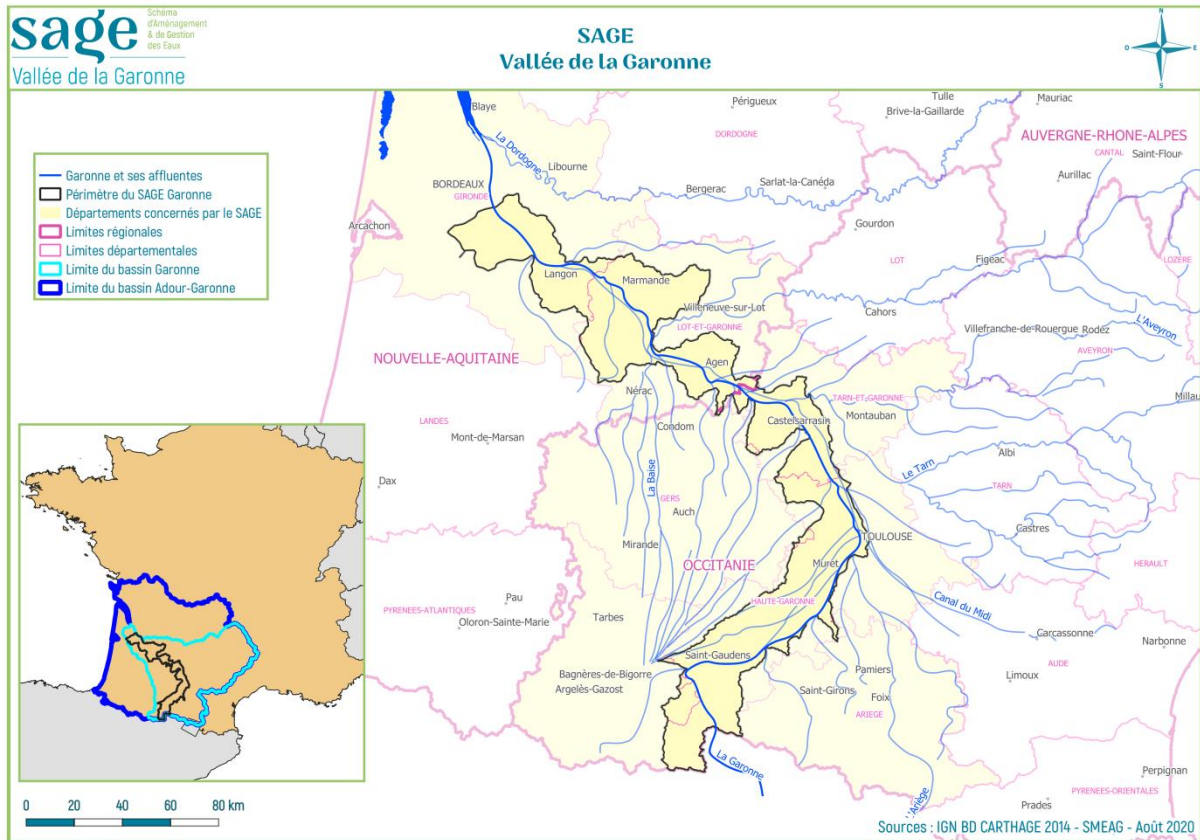 sage
Schéma
d'Aménagement
& de Gestion
des Eaux
Vallée de la Garonne
SAGE
Vallée de la Garonne
N
O
E
S
Garonne et ses affluentes
Périmètre du SAGE Garonne
Départements concernés par le SAGE
Limites régionales
Limites départementales
Limite du bassin Garonne
Limite du bassin Adour-Garonne
Blaye
Périgueux
Tulle
Brive-la-Gaillarde
Mauriac
DORDOGNE
AUVERGNE-RHONE-ALPES
CANTAL
Saint-Flour
La Dordogne
Libourne
Aurillac
BORDEAUX
GIRONDE
Bergerac
Sarlat-la-Canéda
Arcachon
Gourdon
LOT
Figeac
LOZERE
Langon
Marmande
Villeneuve-sur-Lot
Cahors
LOT-ET-GARONNE
Villefranche-de-Rouergue
Rodez
L'Aveyron
AVEYRON
NOUVELLE-AQUITAINE
Agen
Nérac
TARN-ET-GARONNE
Millau
Montauban
LANDES
Condom
Castelsarrasin
Mont-de-Marsan
Albi
Le Tarn
Dax
La Baïse
GERS
TARN
Auch
Castres
Mirande
TOULOUSE
OCCITANIE
Muret
HERAULT
PYRENEES-ATLANTIQUES
Pau
HAUTE-GARONNE
Oloron-Sainte-Marie
Tarbes
Canal du Midi
Carcassonne
Narbonne
Saint-Gaudens
AUDE
Bagnères-de-Bigorre
Pamiers
Limoux
Argelès-Gazost
Saint-Girons
Foix
ARIEGE
La Garonne
Perpignan
PYRENEES-ORIENTALES
L'Ariège
Prades
0 20 40 60 80 km
Sources : IGN BD CARTHAGE 2014 - SMEAG - Août 2020